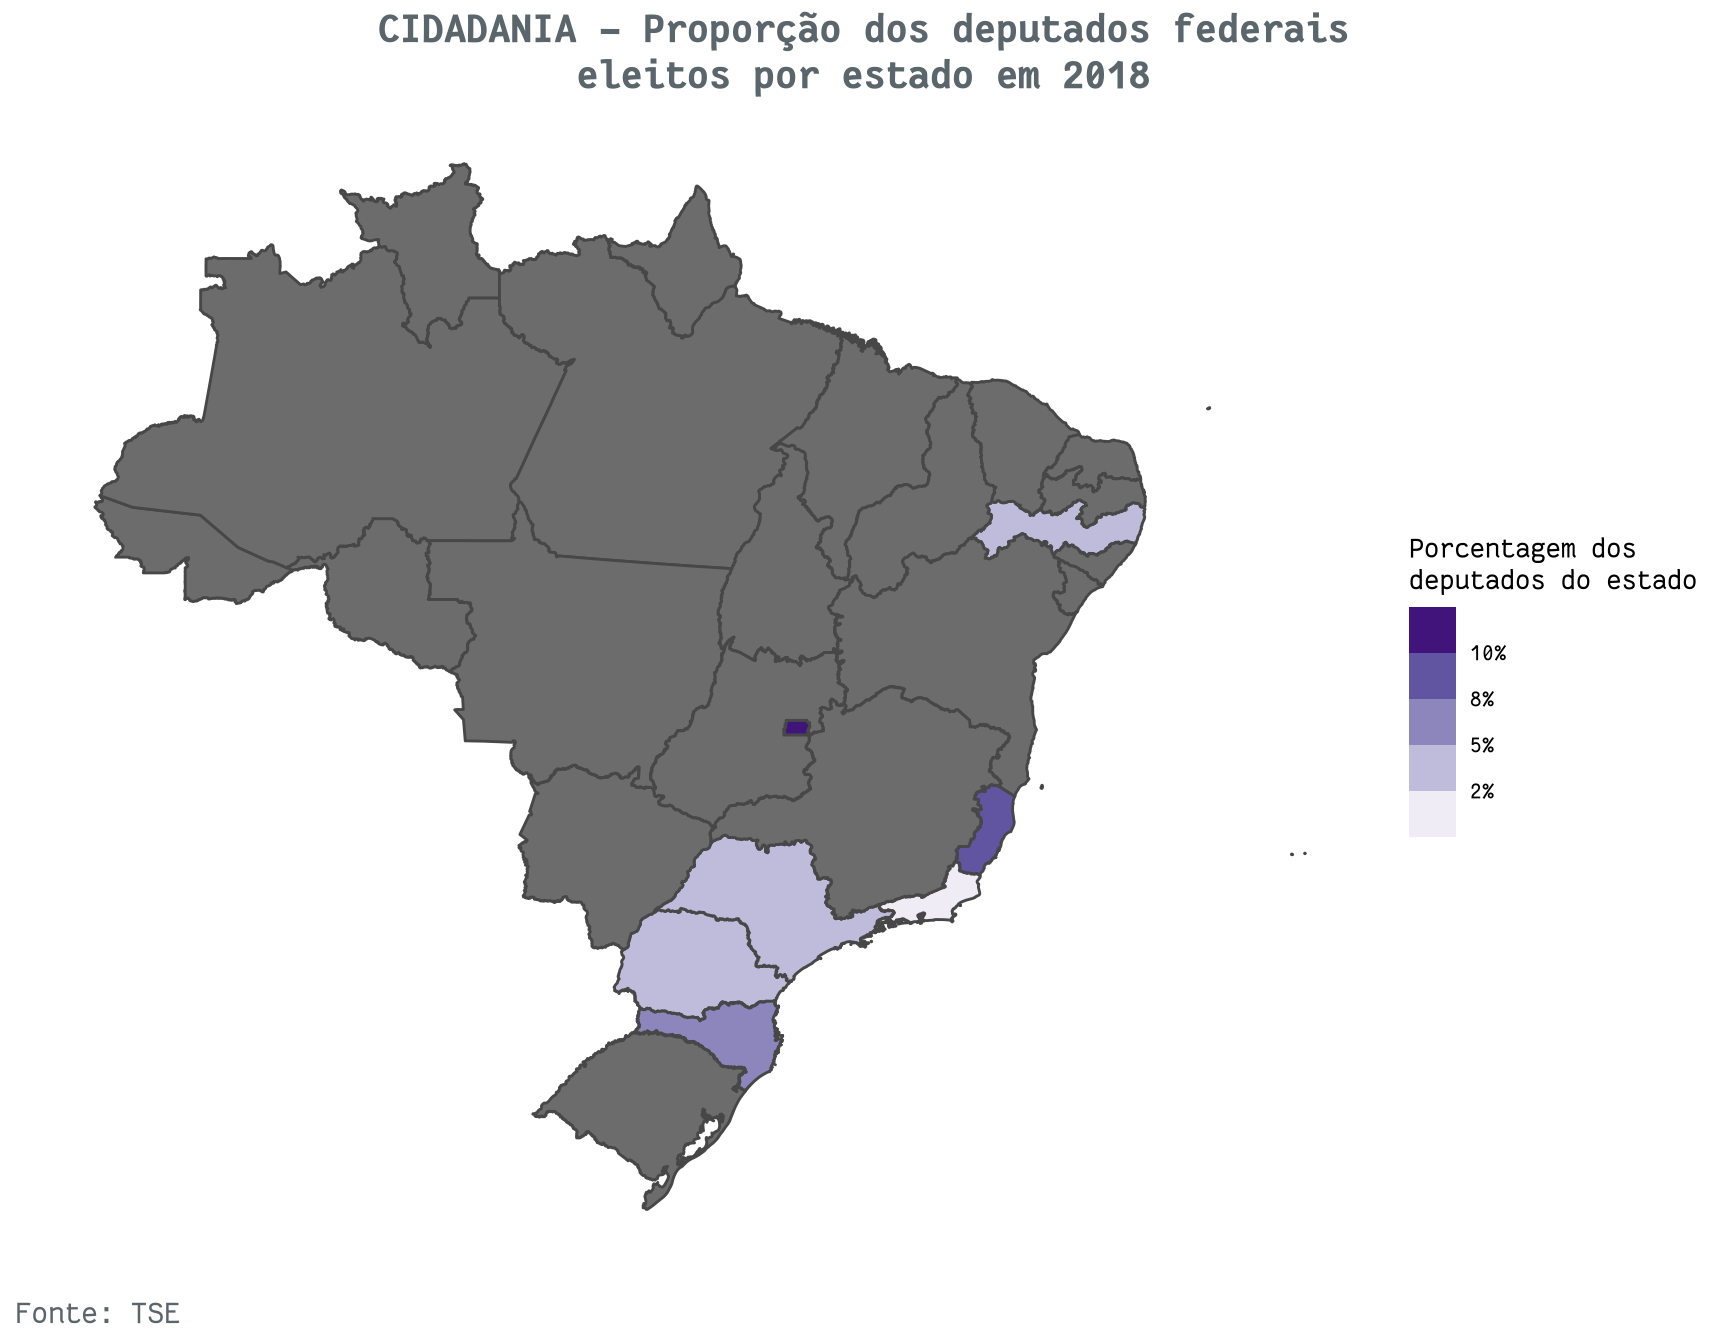 CIDADANIA – Proporção dos deputados federais
eleitos por estado em 2018
Porcentagem dos
deputados do estado
10%
8%
5%
2%
Fonte: TSE